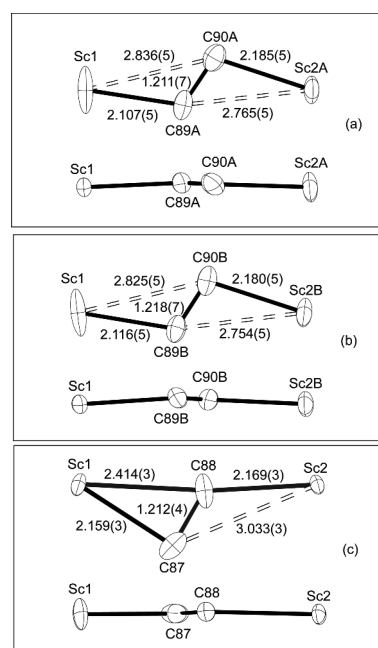 C90A
Sc1
2.836(5)
2.185(5)
Sc2A
1.211(7)
2.107(5)
2.765(5)
C89A
(a)
Sc1
C90A
Sc2A
C89A
C90B
Sc1
2.825(5)
2.180(5)
Sc2B
1.218(7)
2.116(5)
2.754(5)
C89B
(b)
Sc1
C90B
Sc2B
C89B
Sc1
C88
Sc2
2.414(3)
2.169(3)
1.212(4)
2.159(3)
3.033(3)
C87
(c)
Sc1
C88
Sc2
C87